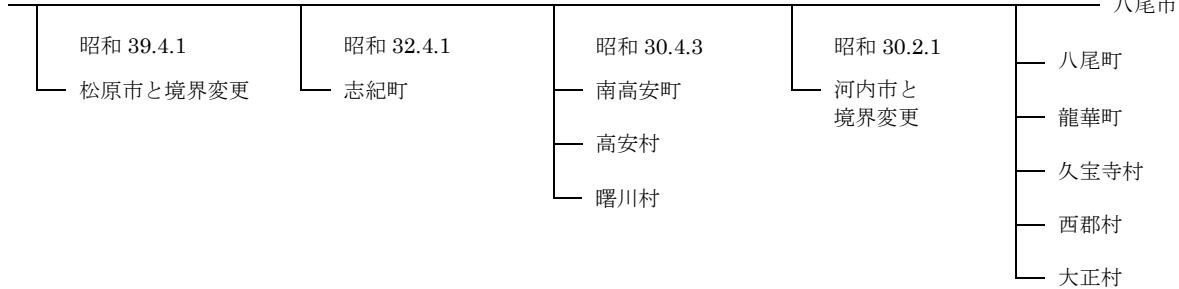 八尾市
昭和 39.4.1
松原市と境界変更
昭和 32.4.1
志紀町
昭和 30.4.3
南高安町
高安村
曙川村
昭和 30.2.1
河内市と
境界変更
八尾町
龍華町
久宝寺村
西郡村
大正村